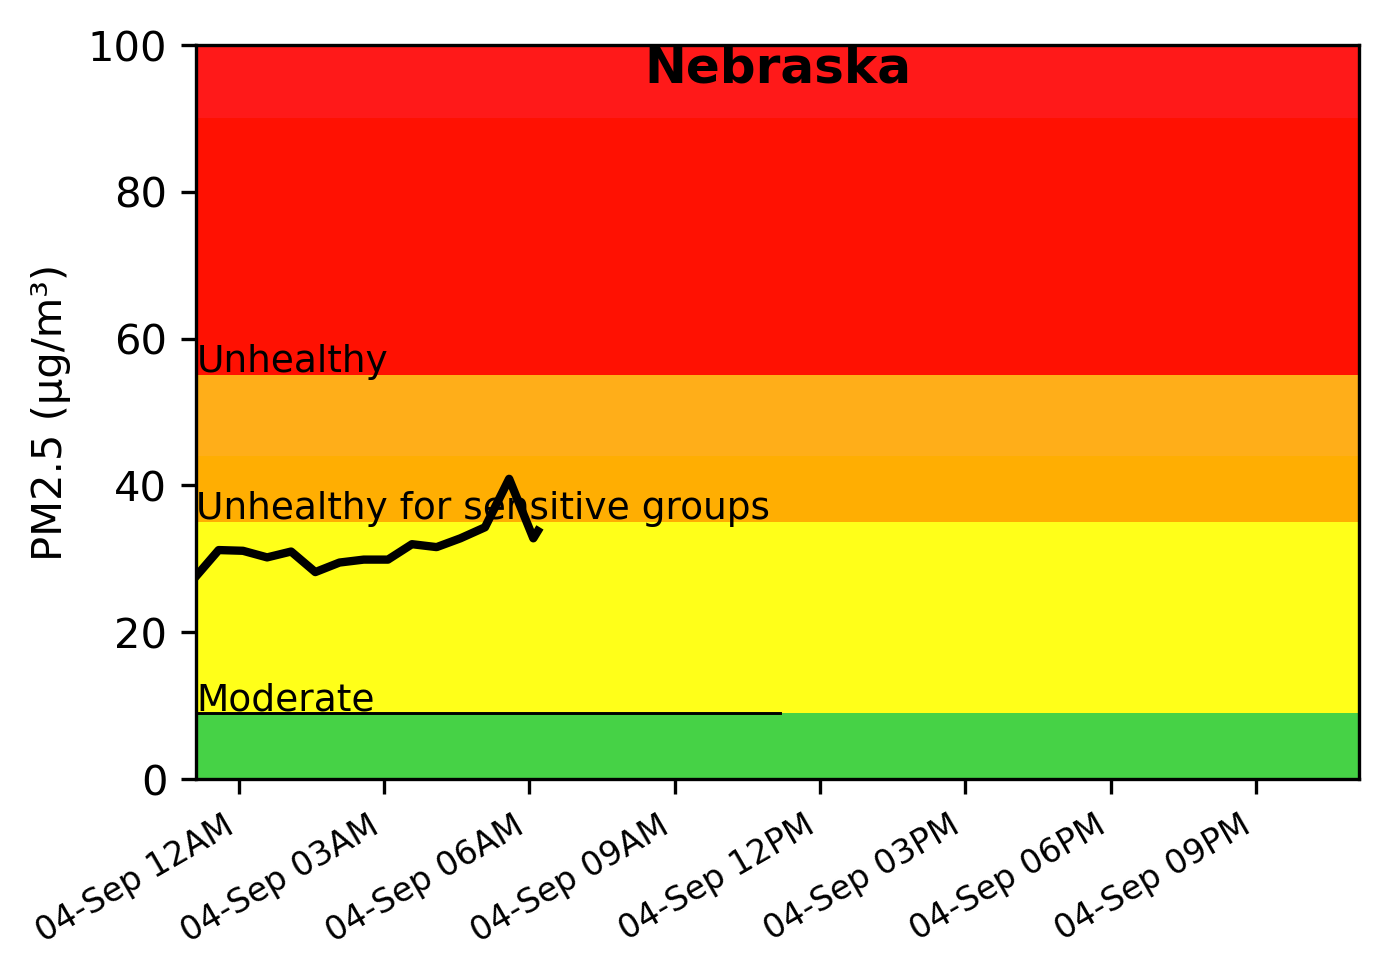 Nebraska
100
80
60
40
20
0
PM2.5 (μg/m³)
Unhealthy
Unhealthy for sensitive groups
Moderate
04-Sep 12AM
04-Sep 03AM
04-Sep 06AM
04-Sep 09AM
04-Sep 12PM
04-Sep 03PM
04-Sep 06PM
04-Sep 09PM